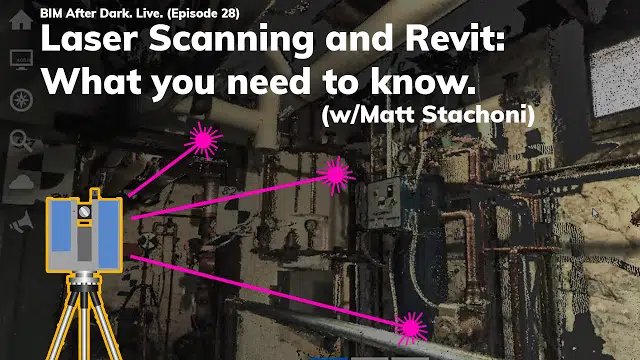 BIM After Dark. Live. (Episode 28)
Laser Scanning and Revit:
What you need to know.
(w/Matt Stachoni)